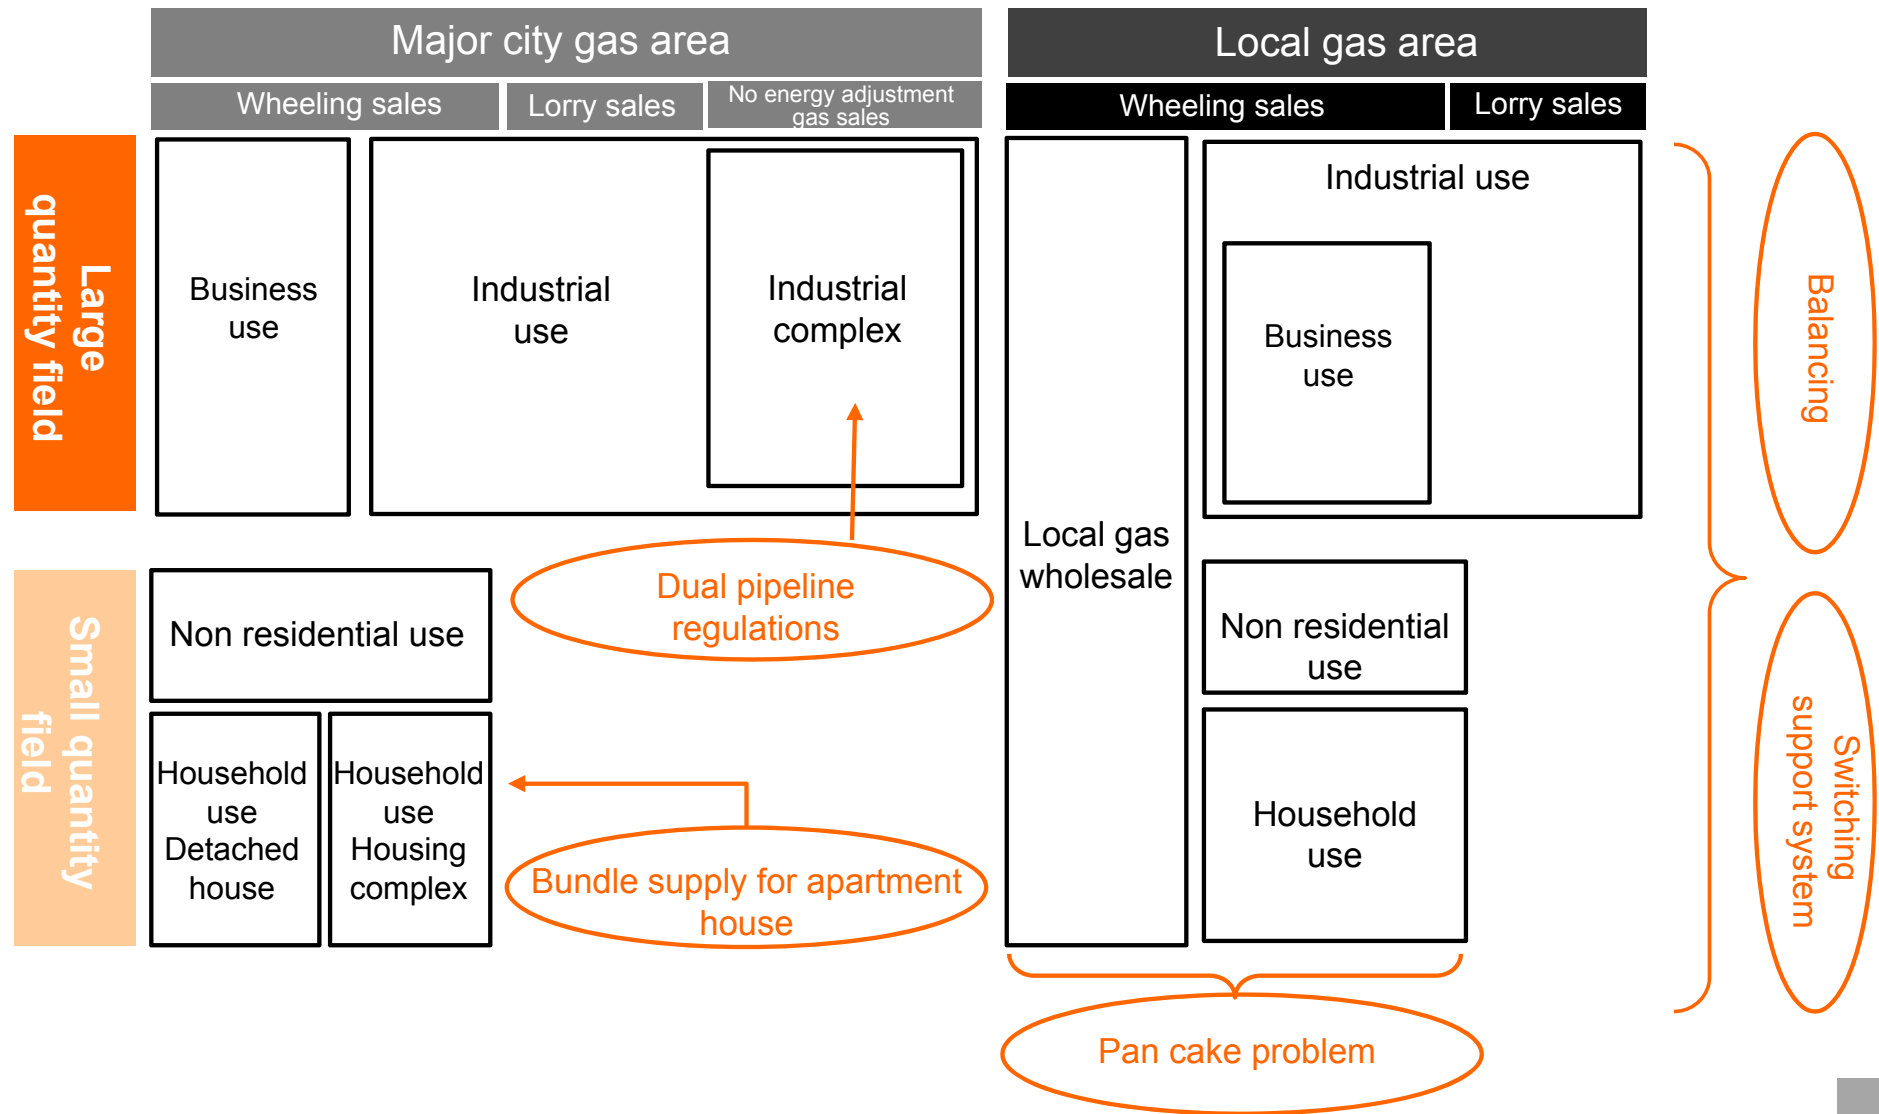 Major city gas area
Local gas area
Wheeling sales
Lorry sales
No energy adjustment
gas sales
Wheeling sales
Lorry sales
Large
quantity field
Business
use
Industrial
use
Industrial
complex
Local gas
wholesale
Industrial use
Business
use
Balancing
Dual pipeline
regulations
Small quantity
field
Non residential use
Non residential
use
Household
use
Detached
house
Household
use
Housing
complex
Bundle supply for apartment
house
Household
use
Switching
support system
Pan cake problem